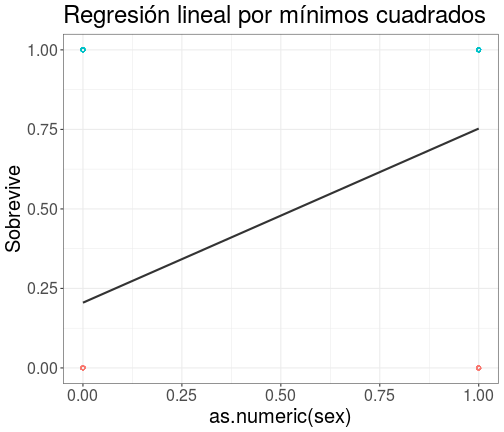 Regresión lineal por mínimos cuadrados
1.00
0.75
0.50
0.25
0.00
Sobrevive
0.00 0.25 0.50 0.75 1.00
as.numeric(sex)